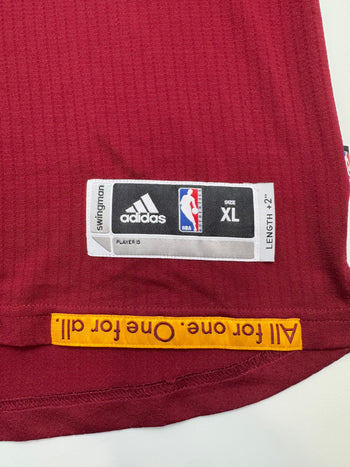 swingman
adidas
NBA
SIZE
XL
LENGTH +2"
PLAYER ID
All for one. One for all.